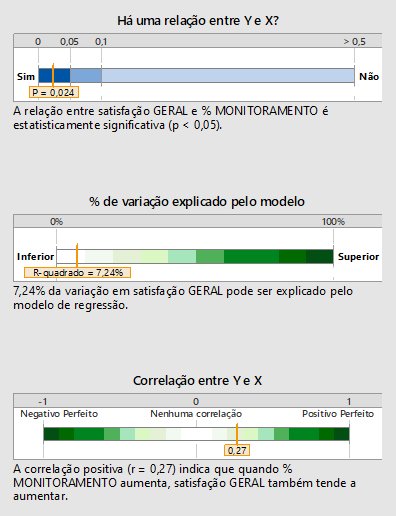 Há uma relação entre Y e X?
0 0,05 0,1 > 0,5
Sim Não
P = 0,024
A relação entre satisfação GERAL e % MONITORAMENTO é
estatisticamente significativa (p < 0,05).
% de variação explicado pelo modelo
0% 100%
Inferior Superior
R-quadrado = 7,24%
7,24% da variação em satisfação GERAL pode ser explicado pelo
modelo de regressão.
Correlação entre Y e X
-1 0 1
Negativo Perfeito Nenhuma correlação Positivo Perfeito
0,27
A correlação positiva (r = 0,27) indica que quando %
MONITORAMENTO aumenta, satisfação GERAL também tende a
aumentar.